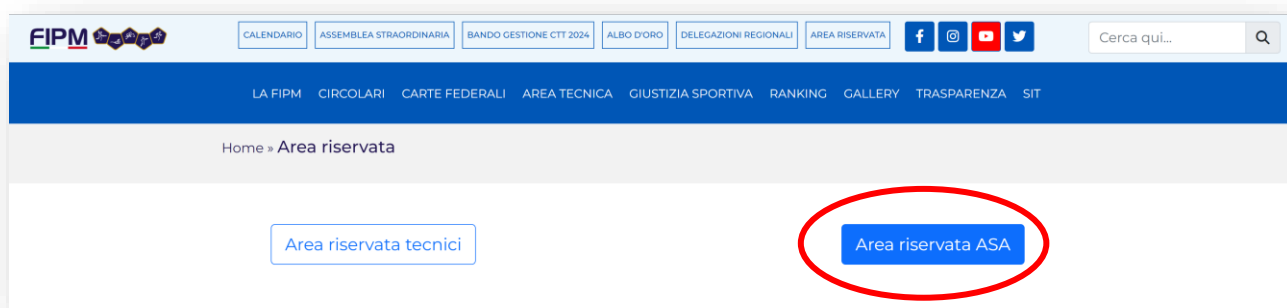 FIPM
CALENDARIO
ASSEMBLEA STRAORDINARIA
BANDO GESTIONE CTT 2024
ALBO D'ORO
DELEGAZIONI REGIONALI
AREA RISERVATA
Cerca qui...
LA FIPM CIRCOLARI CARTE FEDERALI AREA TECNICA GIUSTIZIA SPORTIVA RANKING GALLERY TRASPARENZA SIT
Home » Area riservata
Area riservata tecnici
Area riservata ASA